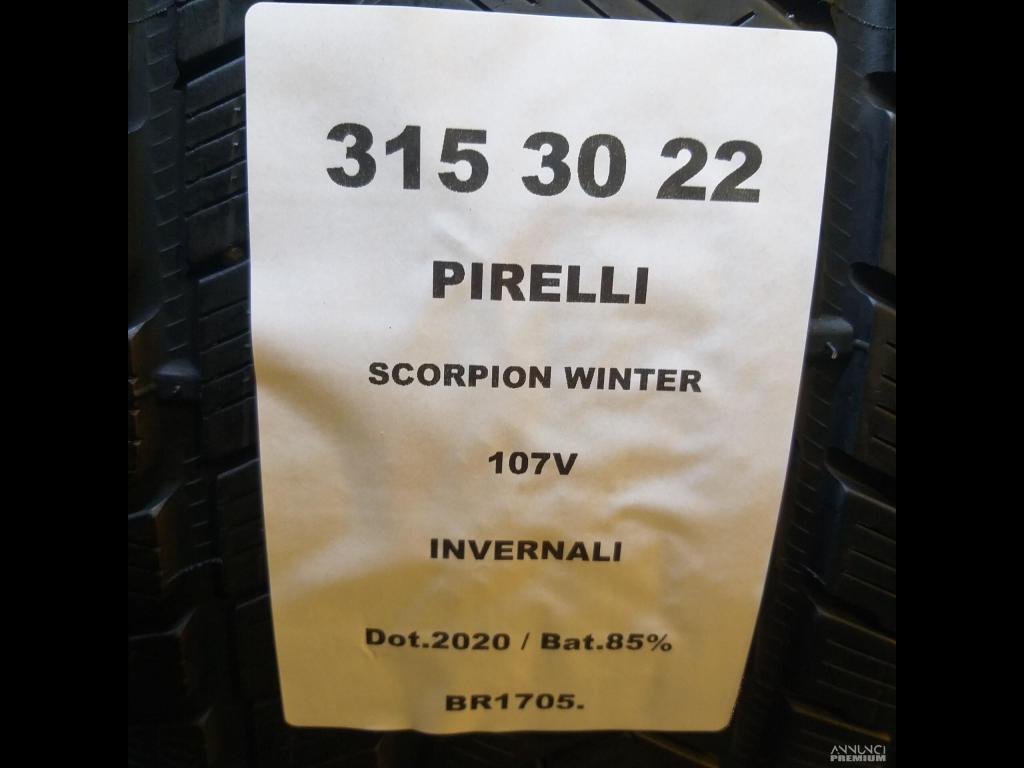 315 30 22
PIRELLI
SCORPION WINTER
107V
INVERNALI
Dot.2020 / Bat.85%
BR1705.
ANNUNCI
PREMIUM